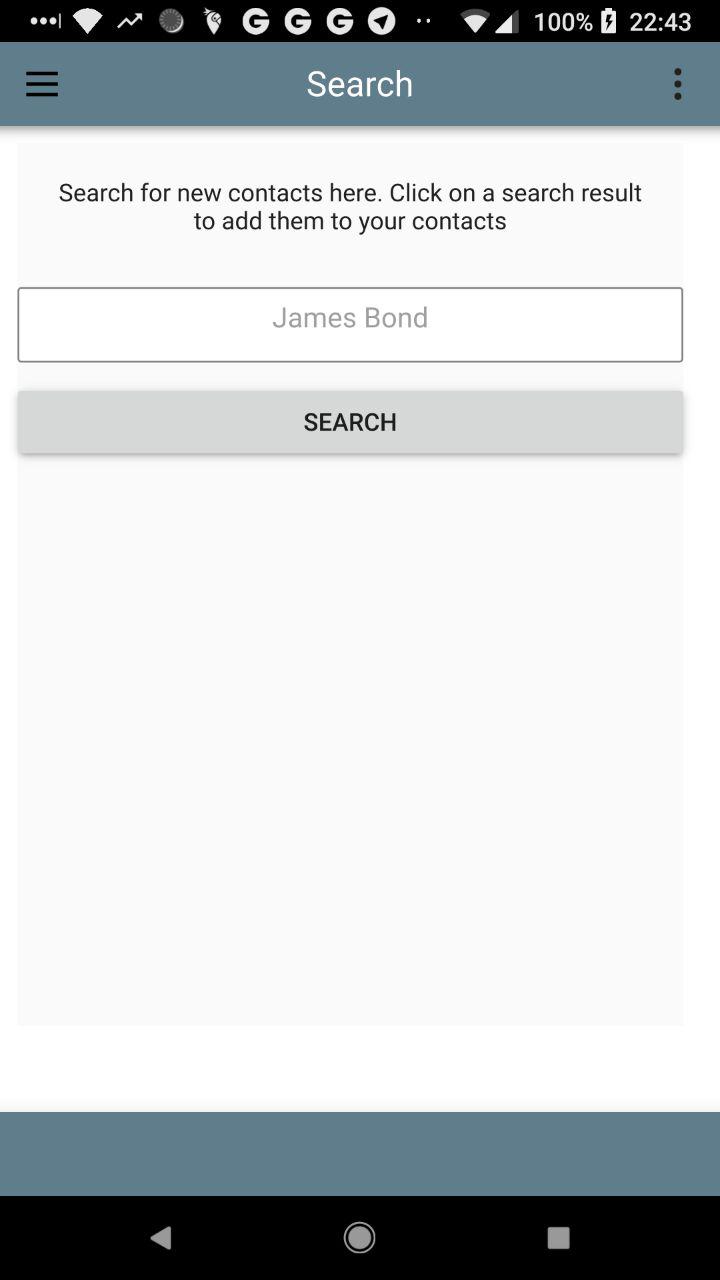 100% 22:43
Search
Search for new contacts here. Click on a search result
to add them to your contacts
James Bond
SEARCH